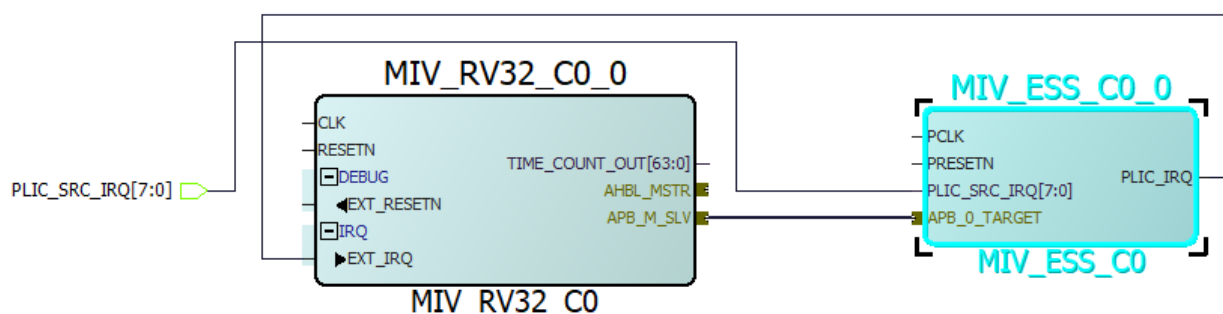 PLIC_SRC_IRQ[7:0]
MIV_RV32_C0_0
CLK
RESETN
DEBUG
EXT_RESETN
IRQ
EXT_IRQ
TIME_COUNT_OUT[63:0]
AHBL_MSTR
APB_M_SLV
MIV_RV32_C0
MIV_ESS_C0_0
PCLK
PRESETN
PLIC_SRC_IRQ[7:0]
APB_0_TARGET
PLIC_IRQ
MIV_ESS_C0